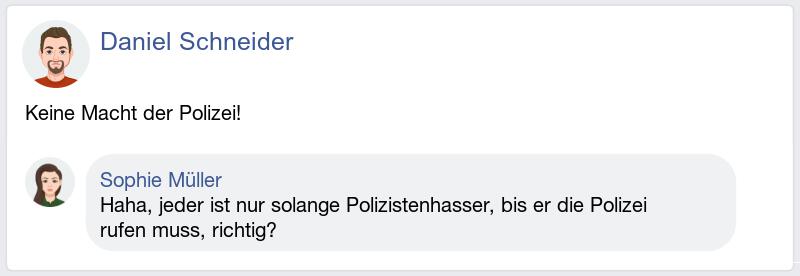 Daniel Schneider
Keine Macht der Polizei!
Sophie Müller
Haha, jeder ist nur solange Polizistenhasser, bis er die Polizei
rufen muss, richtig?